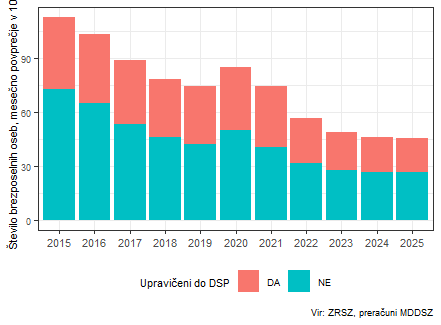 Število brezposelnih oseb, mesečno povprečje v 10
90
60
30
0
2015 2016 2017 2018 2019 2020 2021 2022 2023 2024 2025
Upravičeni do DSP DA NE
Vir: ZRSZ, preračuni MDDSZ